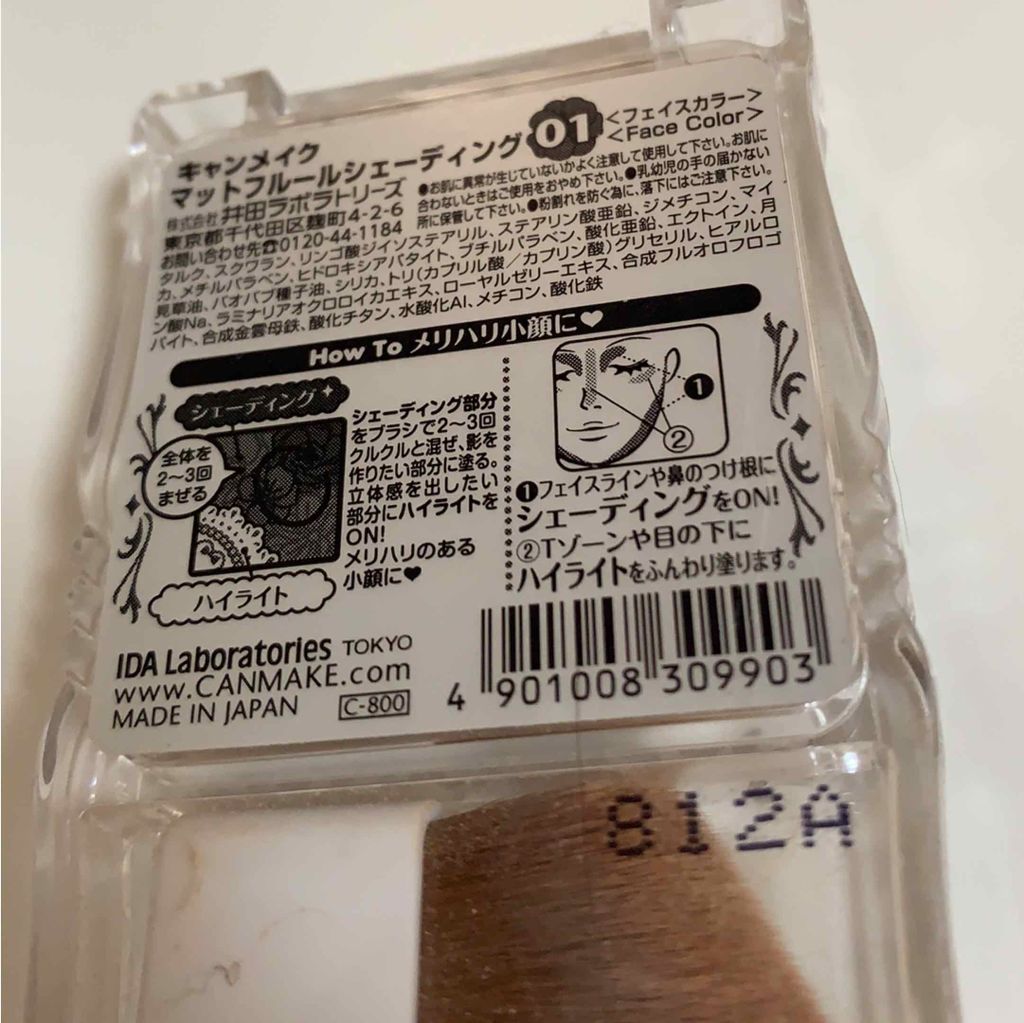 キャンメイク
マットフルールシェーディング
01
<フェイスカラー>
<Face Color>
株式会社 井田ラボラトリーズ
東京都千代田区麹町4-2-6
お問い合わせ先☎0120-44-1184
●お肌に異常が生じていないかよく注意して使用して下さい。お肌に
合わないときはご使用をおやめ下さい。●乳幼児の手の届かない
所に保管して下さい。●粉割れを防ぐ為に、落下にはご注意下さい。
タルク、スクワラン、リンゴ酸ジイソステアリル、ステアリン酸亜鉛、ジメチコン、マイ
カ、メチルパラベン、ヒドロキシアパタイト、ブチルパラベン、酸化亜鉛、エクトイン、月
見草油、バオバブ種子油、シリカ、トリ(カプリル酸/カプリン酸)グリセリル、ヒアルロ
ン酸Na、ラミナリアオクロロイカエキス、ローヤルゼリーエキス、合成フルオロフロゴ
パイト、合成金雲母鉄、酸化チタン、水酸化Al、メチコン、酸化鉄
How To メリハリ小顔に♥
シェーディング
全体を
2〜3回
まぜる
ハイライト
シェーディング部分
をブラシで2〜3回
クルクルと混ぜ、影を
作りたい部分に塗る。
立体感を出したい
部分にハイライトを
ON!
メリハリのある
小顔に♥
❶
②
❶フェイスラインや鼻のつけ根に
シェーディングをON!
②Tゾーンや目の下に
ハイライトをふんわり塗ります。
IDA Laboratories TOKYO
www.CANMAKE.com
MADE IN JAPAN C-800
4 901008 309903
812A